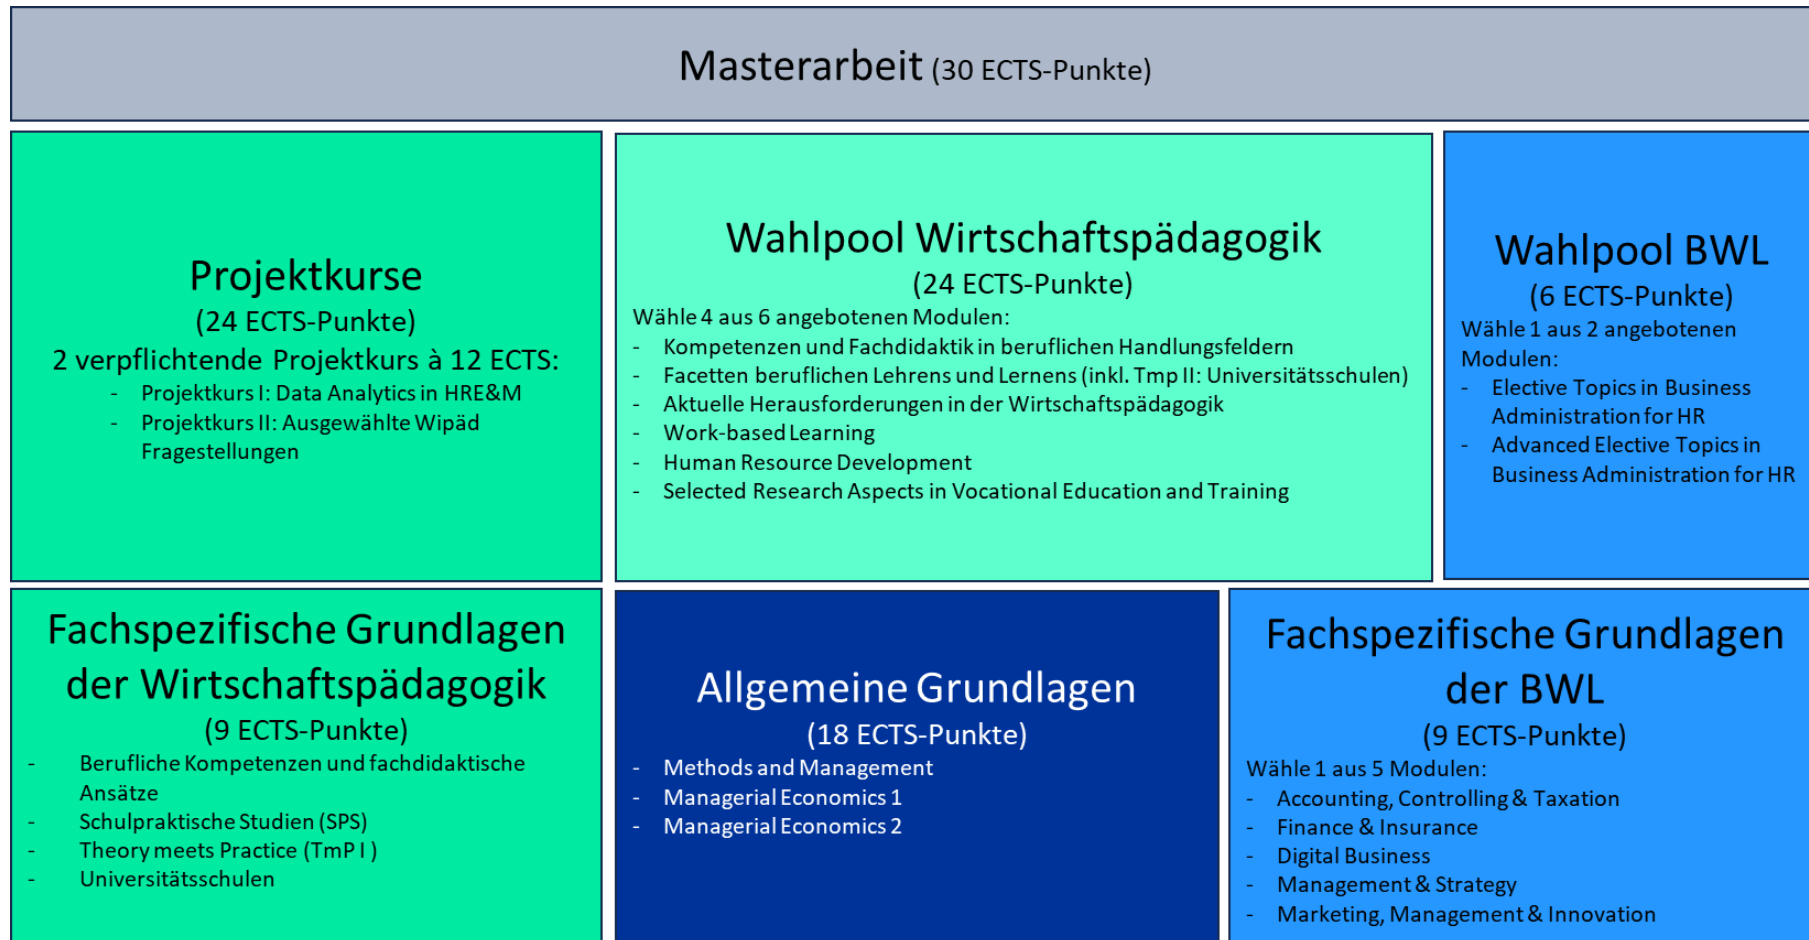 Masterarbeit (30 ECTS-Punkte)
Projektkurse
(24 ECTS-Punkte)
2 verpflichtende Projektkurs à 12 ECTS:
- Projektkurs I: Data Analytics in HRE&M
- Projektkurs II: Ausgewählte Wipäd
Fragestellungen
Wahlpool Wirtschaftspädagogik
(24 ECTS-Punkte)
Wähle 4 aus 6 angebotenen Modulen:
- Kompetenzen und Fachdidaktik in beruflichen Handlungsfeldern
- Facetten beruflichen Lehrens und Lernens (inkl. Tmp II: Universitätsschulen)
- Aktuelle Herausforderungen in der Wirtschaftspädagogik
- Work-based Learning
- Human Resource Development
- Selected Research Aspects in Vocational Education and Training
Wahlpool BWL
(6 ECTS-Punkte)
Wähle 1 aus 2 angebotenen
Modulen:
- Elective Topics in Business
Administration for HR
- Advanced Elective Topics in
Business Administration for HR
Fachspezifische Grundlagen
der Wirtschaftspädagogik
(9 ECTS-Punkte)
- Berufliche Kompetenzen und fachdidaktische
Ansätze
- Schulpraktische Studien (SPS)
- Theory meets Practice (TmP I )
- Universitätsschulen
Allgemeine Grundlagen
(18 ECTS-Punkte)
- Methods and Management
- Managerial Economics 1
- Managerial Economics 2
Fachspezifische Grundlagen
der BWL
(9 ECTS-Punkte)
Wähle 1 aus 5 Modulen:
- Accounting, Controlling & Taxation
- Finance & Insurance
- Digital Business
- Management & Strategy
- Marketing, Management & Innovation